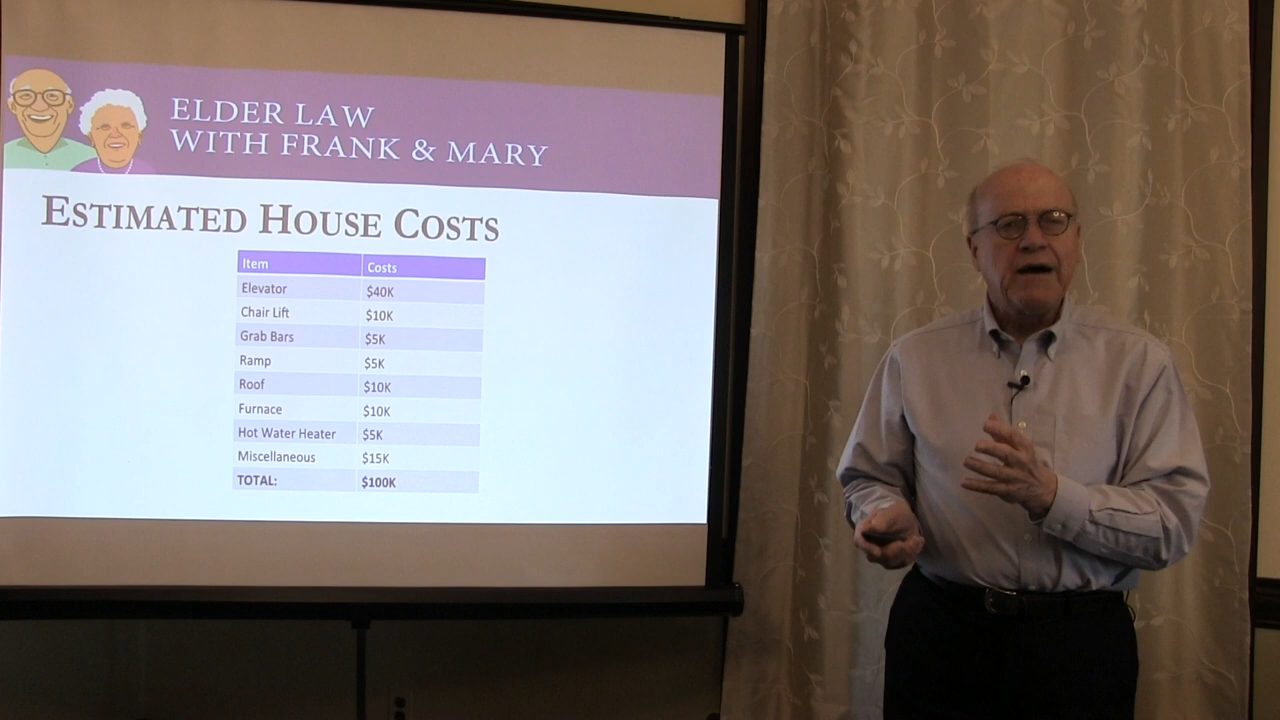 ELDER LAW
WITH FRANK & MARY
ESTIMATED HOUSE COSTS
Item Costs
Elevator $40K
Chair Lift $10K
Grab Bars $5K
Ramp $5K
Roof $10K
Furnace $10K
Hot Water Heater $5K
Miscellaneous $15K
TOTAL: $100K